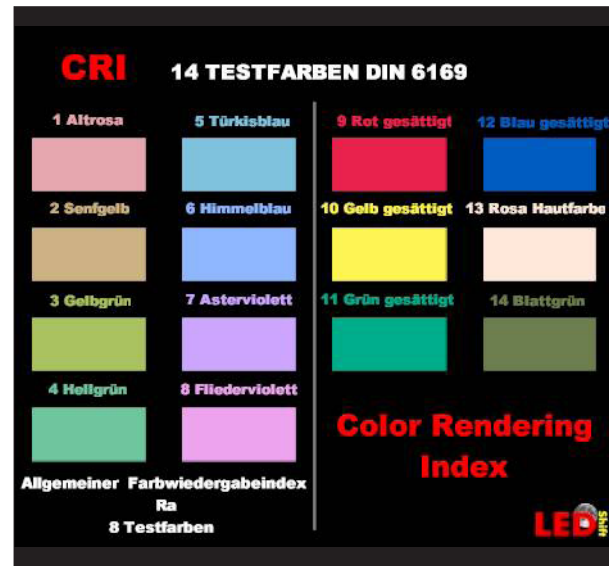 CRI 14 TESTFARBEN DIN 6169
1 Altrosa
5 Türkisblau
2 Senfgelb
6 Himmelblau
3 Gelbgrün
7 Asterviolett
4 Hellgrün
8 Fliederviolett
Allgemeiner Farbwiedergabeindex
Ra
8 Testfarben
9 Rot gesättigt
12 Blau gesättigt
10 Gelb gesättigt
13 Rosa Hautfarbe
11 Grün gesättigt
14 Blattgrün
Color Rendering
Index
LED Shift